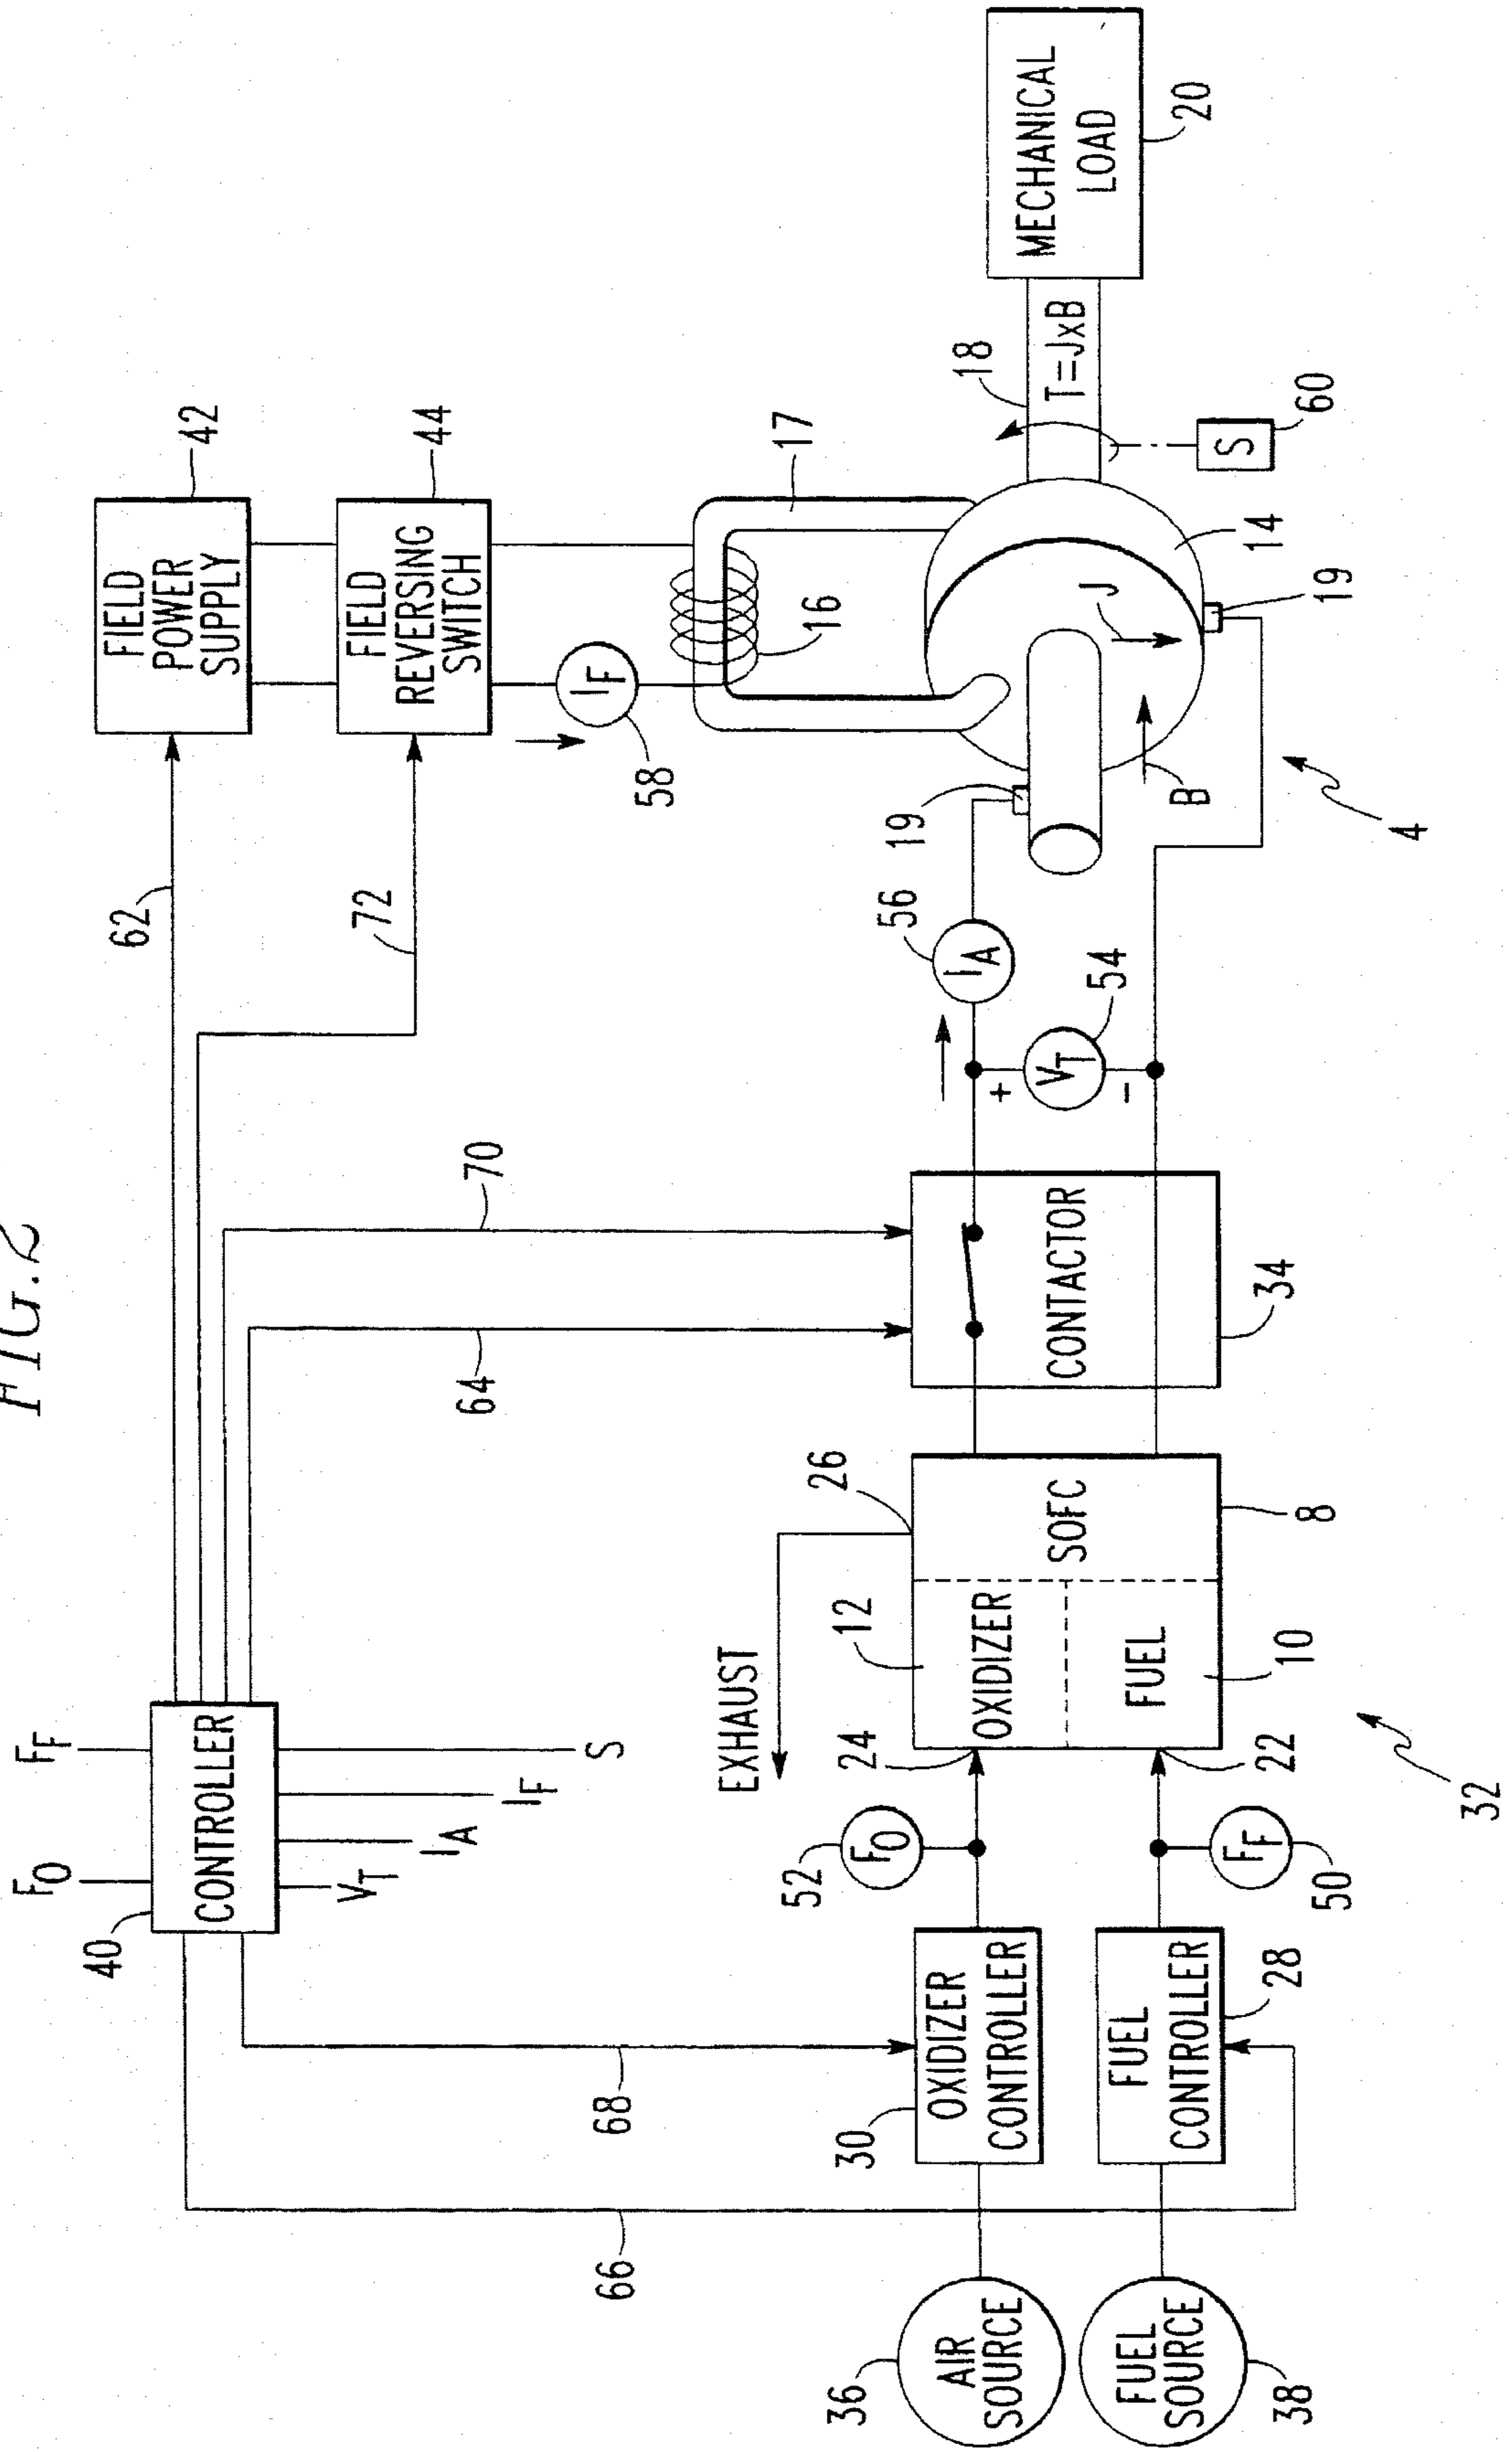 FIG.2
FO
FF
40
CONTROLLER
VT
IA
IF
S
62
72
70
64
68
66
FIELD
POWER
SUPPLY
42
FIELD
REVERSING
SWITCH
44
IF
58
16
17
EXHAUST
26
36
AIR
SOURCE
30
OXIDIZER
CONTROLLER
52
FO
24
12
OXIDIZER
SOFC
FUEL
10
8
22
FUEL
SOURCE
38
FUEL
CONTROLLER
28
FF
50
32
CONTACTOR
34
56
IA
+
VT
-
54
19
B
J
14
19
4
18
T=JxB
S
60
MECHANICAL
LOAD
20